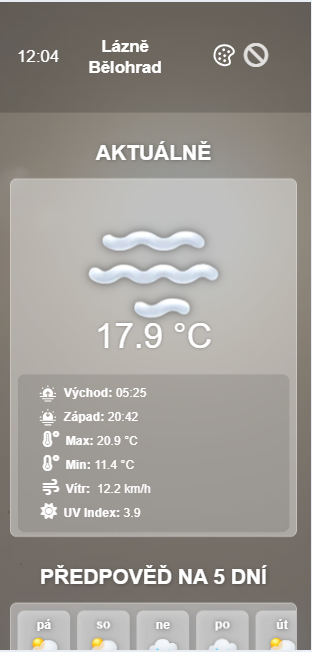 12:04
Lázně
Bělohrad
AKTUÁLNĚ
17.9 °C
Východ: 05:25
Západ: 20:42
Max: 20.9 °C
Min: 11.4 °C
Vítr: 12.2 km/h
UV Index: 3.9
PŘEDPOVĚĎ NA 5 DNÍ
pá so ne po út